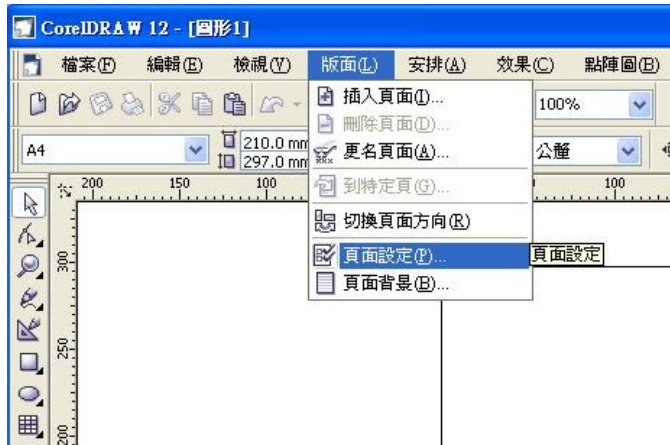 CorelDRAW 12 - [圖形1]
檔案(F) 編輯(E) 檢視(V) 版面(L) 安排(A) 效果(C) 點陣圖(B)
插入頁面(I)...
100%
刪除頁面(D)...
A4
210.0 mm
297.0 mm
更名頁面(A)...
公釐
到特定頁(G)...
200 150 100 100
切換頁面方向(R)
頁面設定(P)...
頁面設定
300
頁面背景(B)...
250
200